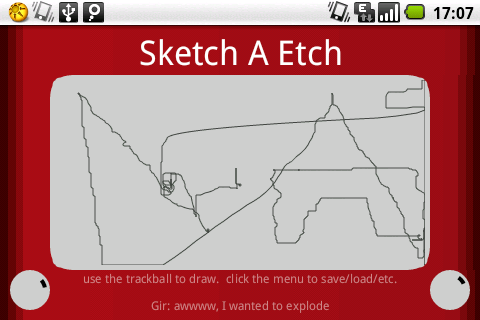 17:07
Sketch A Etch
use the trackball to draw. click the menu to save/load/etc.
Gir: awwww, I wanted to explode